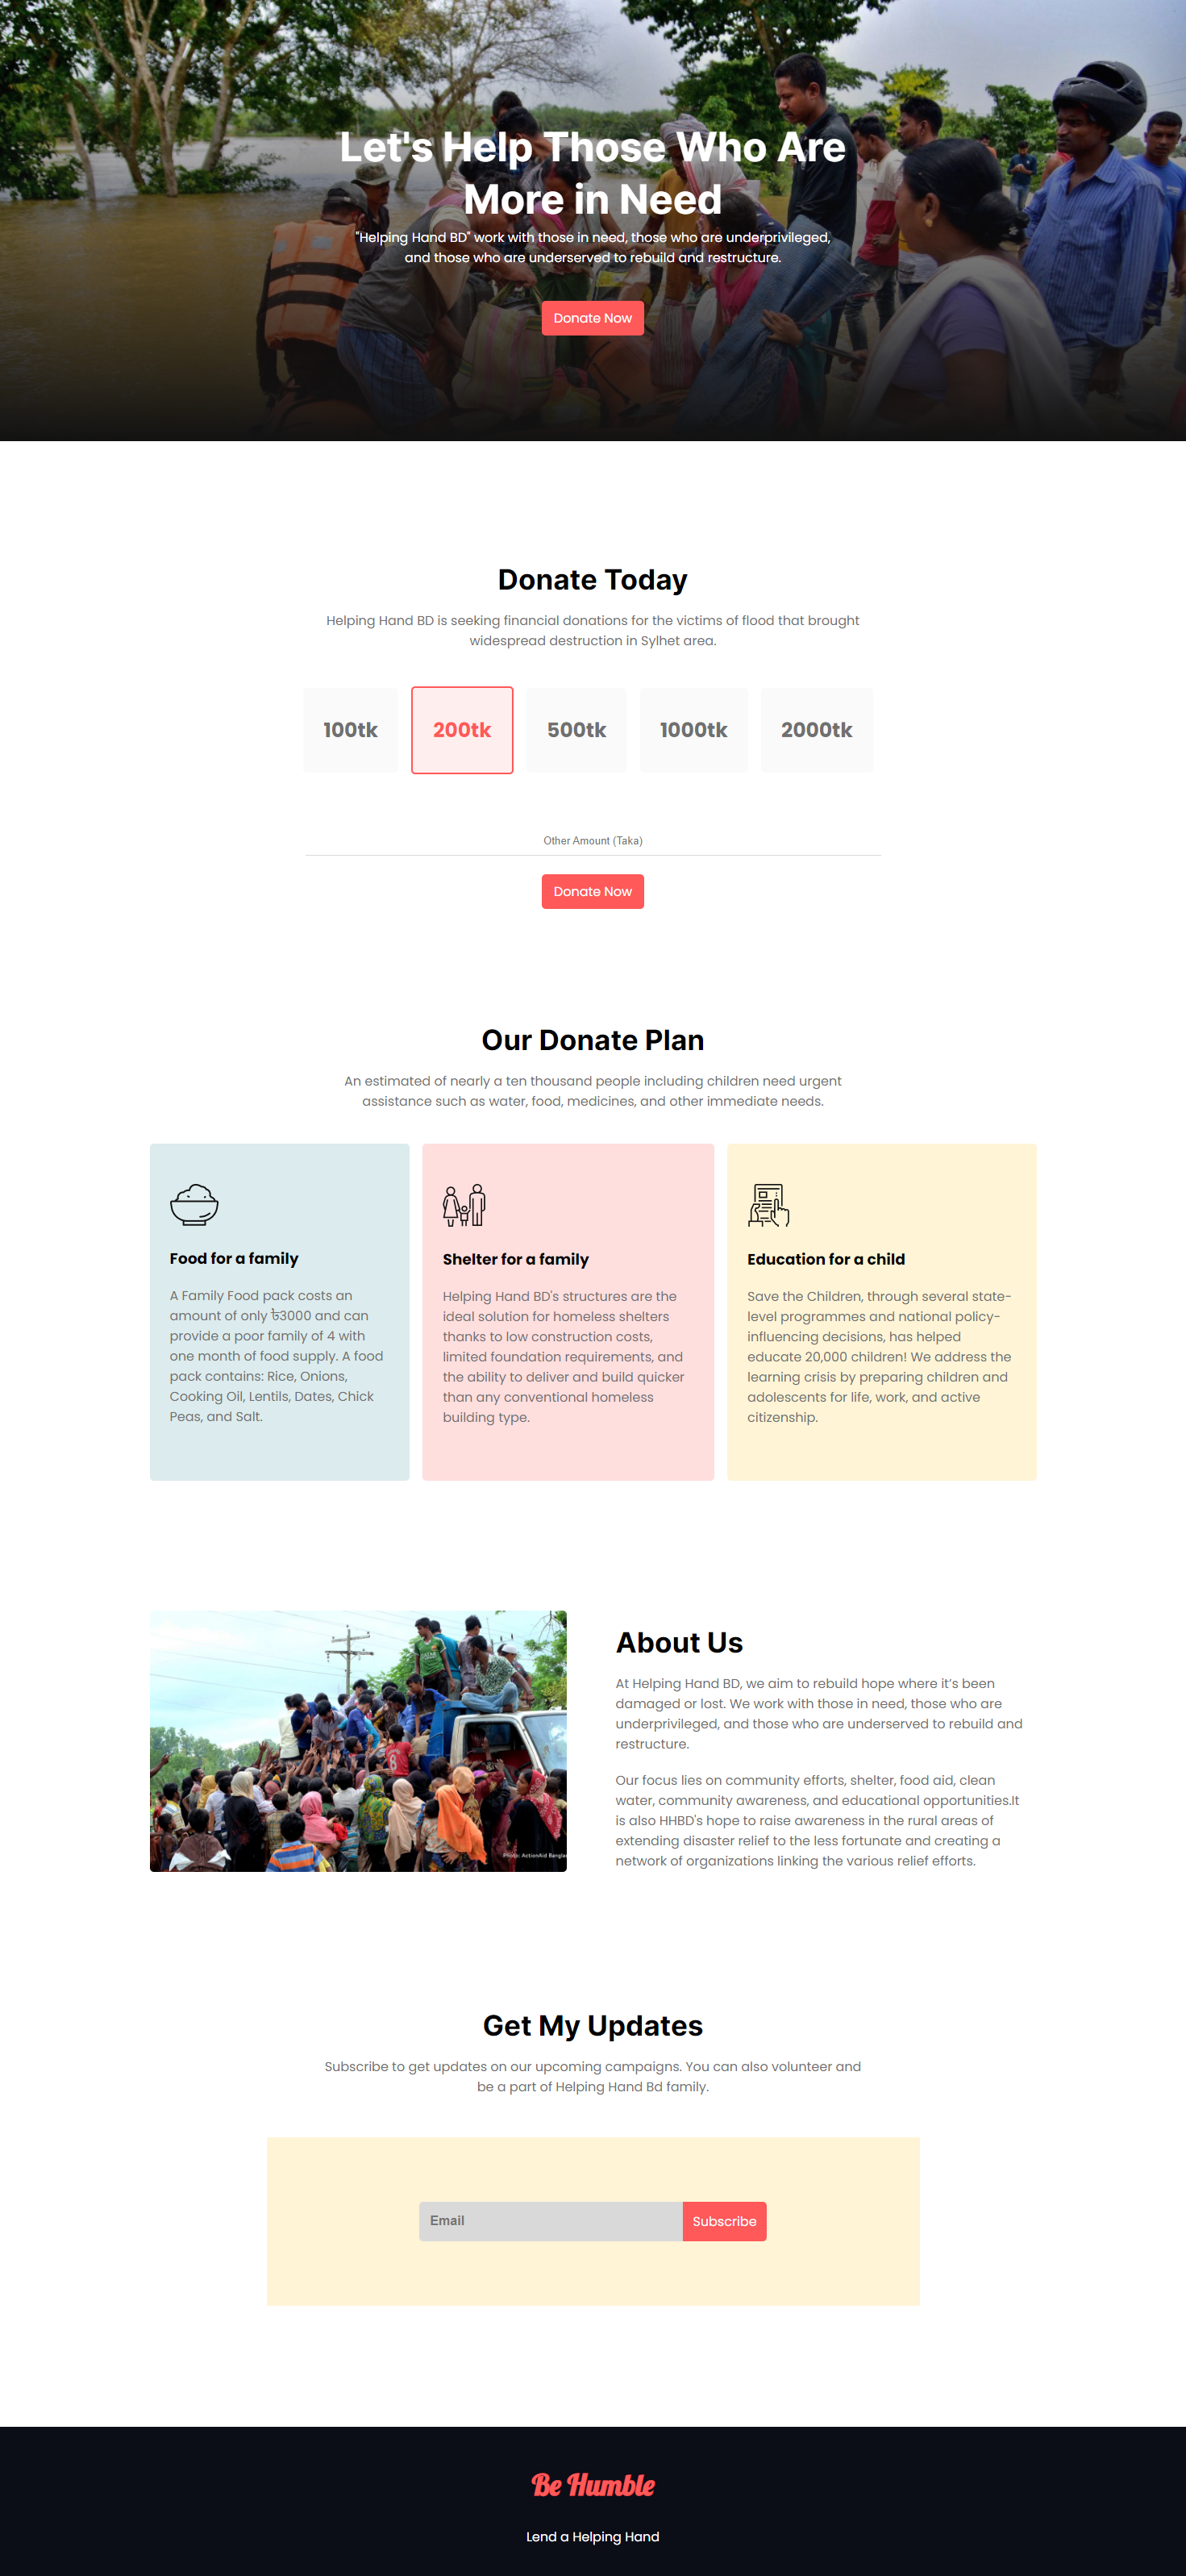 Let's Help Those Who Are
More in Need
"Helping Hand BD" work with those in need, those who are underprivileged,
and those who are underserved to rebuild and restructure.
Donate Now
Donate Today
Helping Hand BD is seeking financial donations for the victims of flood that brought
widespread destruction in Sylhet area.
100tk
200tk
500tk
1000tk
2000tk
Other Amount (Taka)
Donate Now
Our Donate Plan
An estimated of nearly a ten thousand people including children need urgent
assistance such as water, food, medicines, and other immediate needs.
Food for a family
A Family Food pack costs an
amount of only ৳3000 and can
provide a poor family of 4 with
one month of food supply. A food
pack contains: Rice, Onions,
Cooking Oil, Lentils, Dates, Chick
Peas, and Salt.
Shelter for a family
Helping Hand BD's structures are the
ideal solution for homeless shelters
thanks to low construction costs,
limited foundation requirements, and
the ability to deliver and build quicker
than any conventional homeless
building type.
Education for a child
Save the Children, through several state-
level programmes and national policy-
influencing decisions, has helped
educate 20,000 children! We address the
learning crisis by preparing children and
adolescents for life, work, and active
citizenship.
8
Photo: ActionAid
About Us
At Helping Hand BD, we aim to rebuild hope where it's been
damaged or lost. We work with those in need, those who are
underprivileged, and those who are underserved to rebuild and
restructure.
Our focus lies on community efforts, shelter, food aid, clean
water, community awareness, and educational opportunities.It
is also HHBD's hope to raise awareness in the rural areas of
extending disaster relief to the less fortunate and creating a
network of organizations linking the various relief efforts.
Get My Updates
Subscribe to get updates on our upcoming campaigns. You can also volunteer and
be a part of Helping Hand Bd family.
Email
Subscribe
Be Humble
Lend a Helping Hand